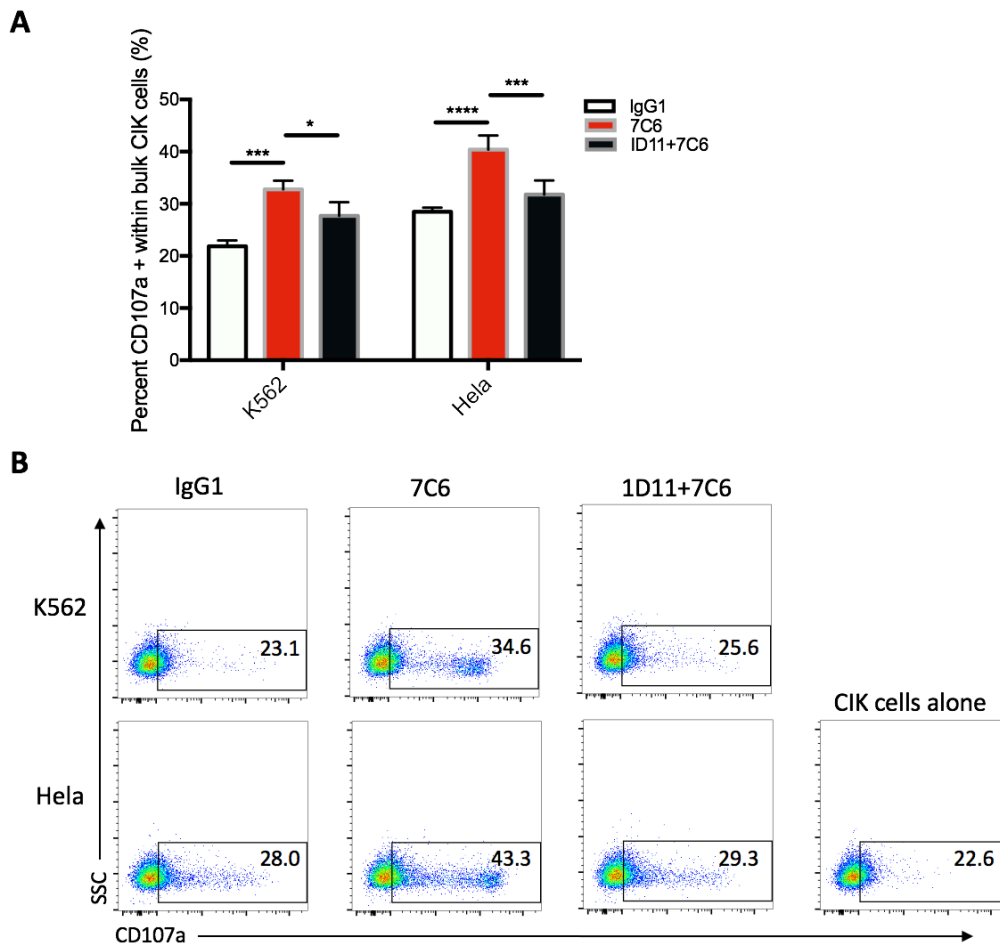 A
Percent CD107a + within bulk CIK cells (%)
50
40
30
20
10
0
***
*
****
***
K562
Hela
IgG1
7C6
ID11+7C6
B
IgG1
7C6
1D11+7C6
K562
23.1
34.6
25.6
CIK cells alone
Hela
28.0
43.3
29.3
22.6
SSC
CD107a